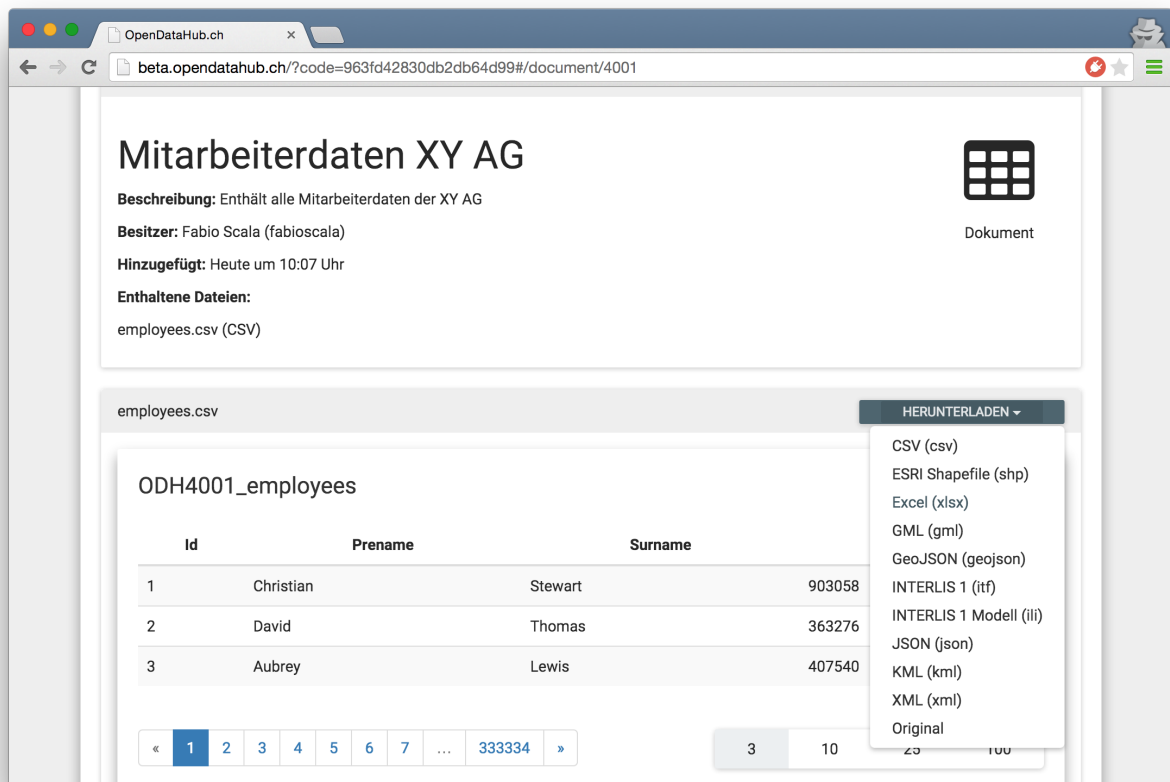 OpenDataHub.ch
beta.opendatahub.ch/?code=963fd42830db2db64d99#/document/4001
Mitarbeiterdaten XY AG
Beschreibung: Enthält alle Mitarbeiterdaten der XY AG
Besitzer: Fabio Scala (fabioscala)
Dokument
Hinzugefügt: Heute um 10:07 Uhr
Enthaltene Dateien:
employees.csv (CSV)
employees.csv
HERUNTERLADEN
CSV (csv)
ESRI Shapefile (shp)
Excel (xlsx)
GML (gml)
GeoJSON (geojson)
INTERLIS 1 (itf)
INTERLIS 1 Modell (ili)
JSON (json)
KML (kml)
XML (xml)
Original
ODH4001_employees
Id Prename Surname
1 Christian Stewart 903058
2 David Thomas 363276
3 Aubrey Lewis 407540
« 1 2 3 4 5 6 7 … 333334 »
3 10 25 100